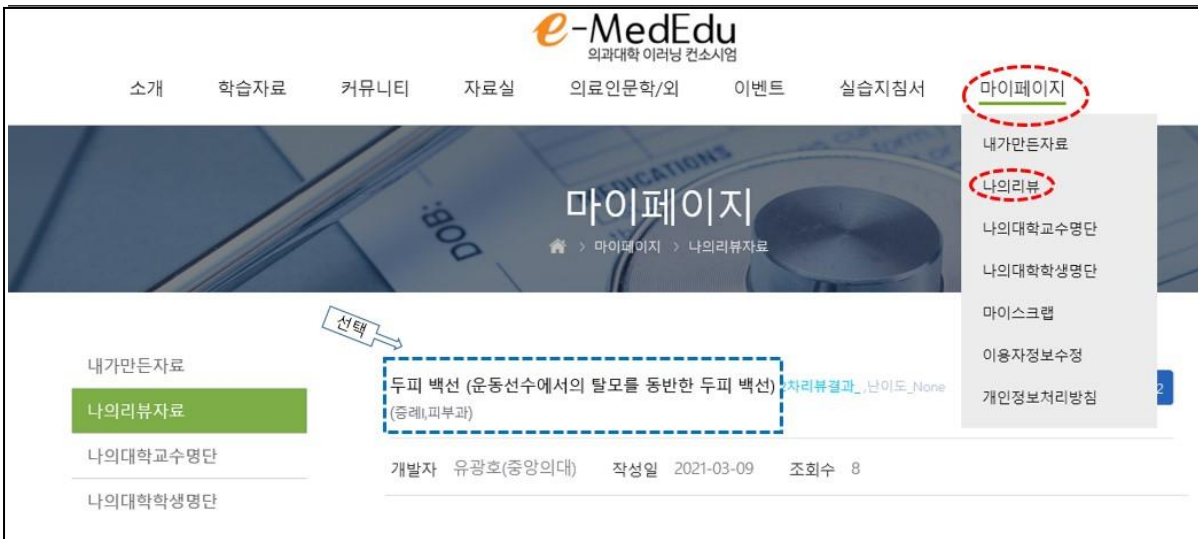 e-MedEdu
의과대학 이러닝 컨소시엄
소개 학습자료 커뮤니티 자료실 의료인문학/외 이벤트 실습지침서 마이페이지
내가만든자료
나의리뷰
나의대학교수명단
나의대학학생명단
마이스크랩
이용자정보수정
개인정보처리방침
DICATIONS
DOB:
마이페이지
> 마이페이지 > 나의리뷰자료
선택
내가만든자료
나의리뷰자료
나의대학교수명단
나의대학학생명단
두피 백선 (운동선수에서의 탈모를 동반한 두피 백선) 차리뷰결과_ ,난이도_None 2
(증례I,피부과)
개발자 유광호(중앙의대) 작성일 2021-03-09 조회수 8